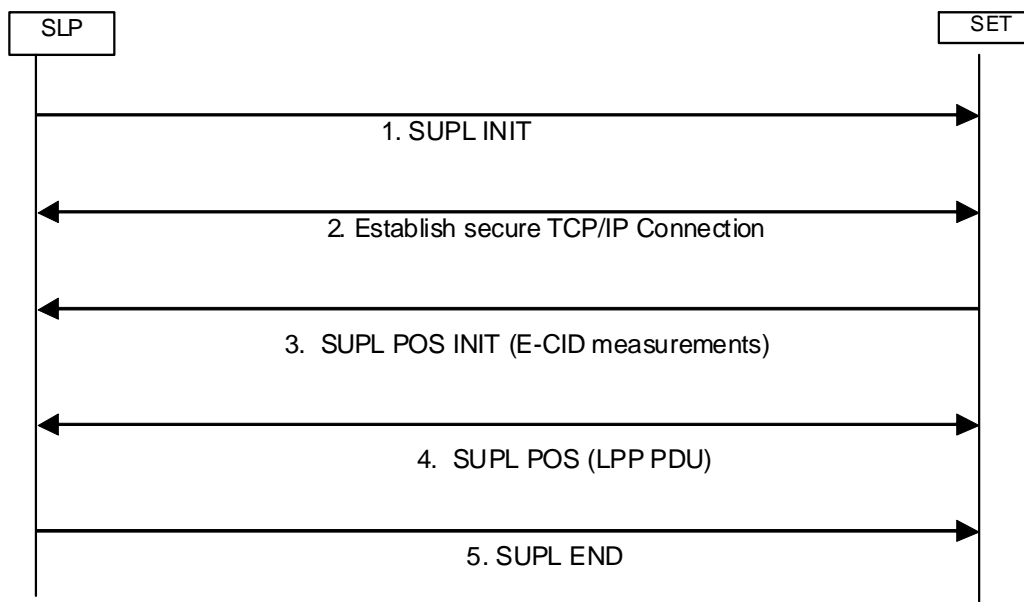 SLP
SET
1. SUPL INIT
2. Establish secure TCP/IP Connection
3. SUPL POS INIT (E-CID measurements)
4. SUPL POS (LPP PDU)
5. SUPL END